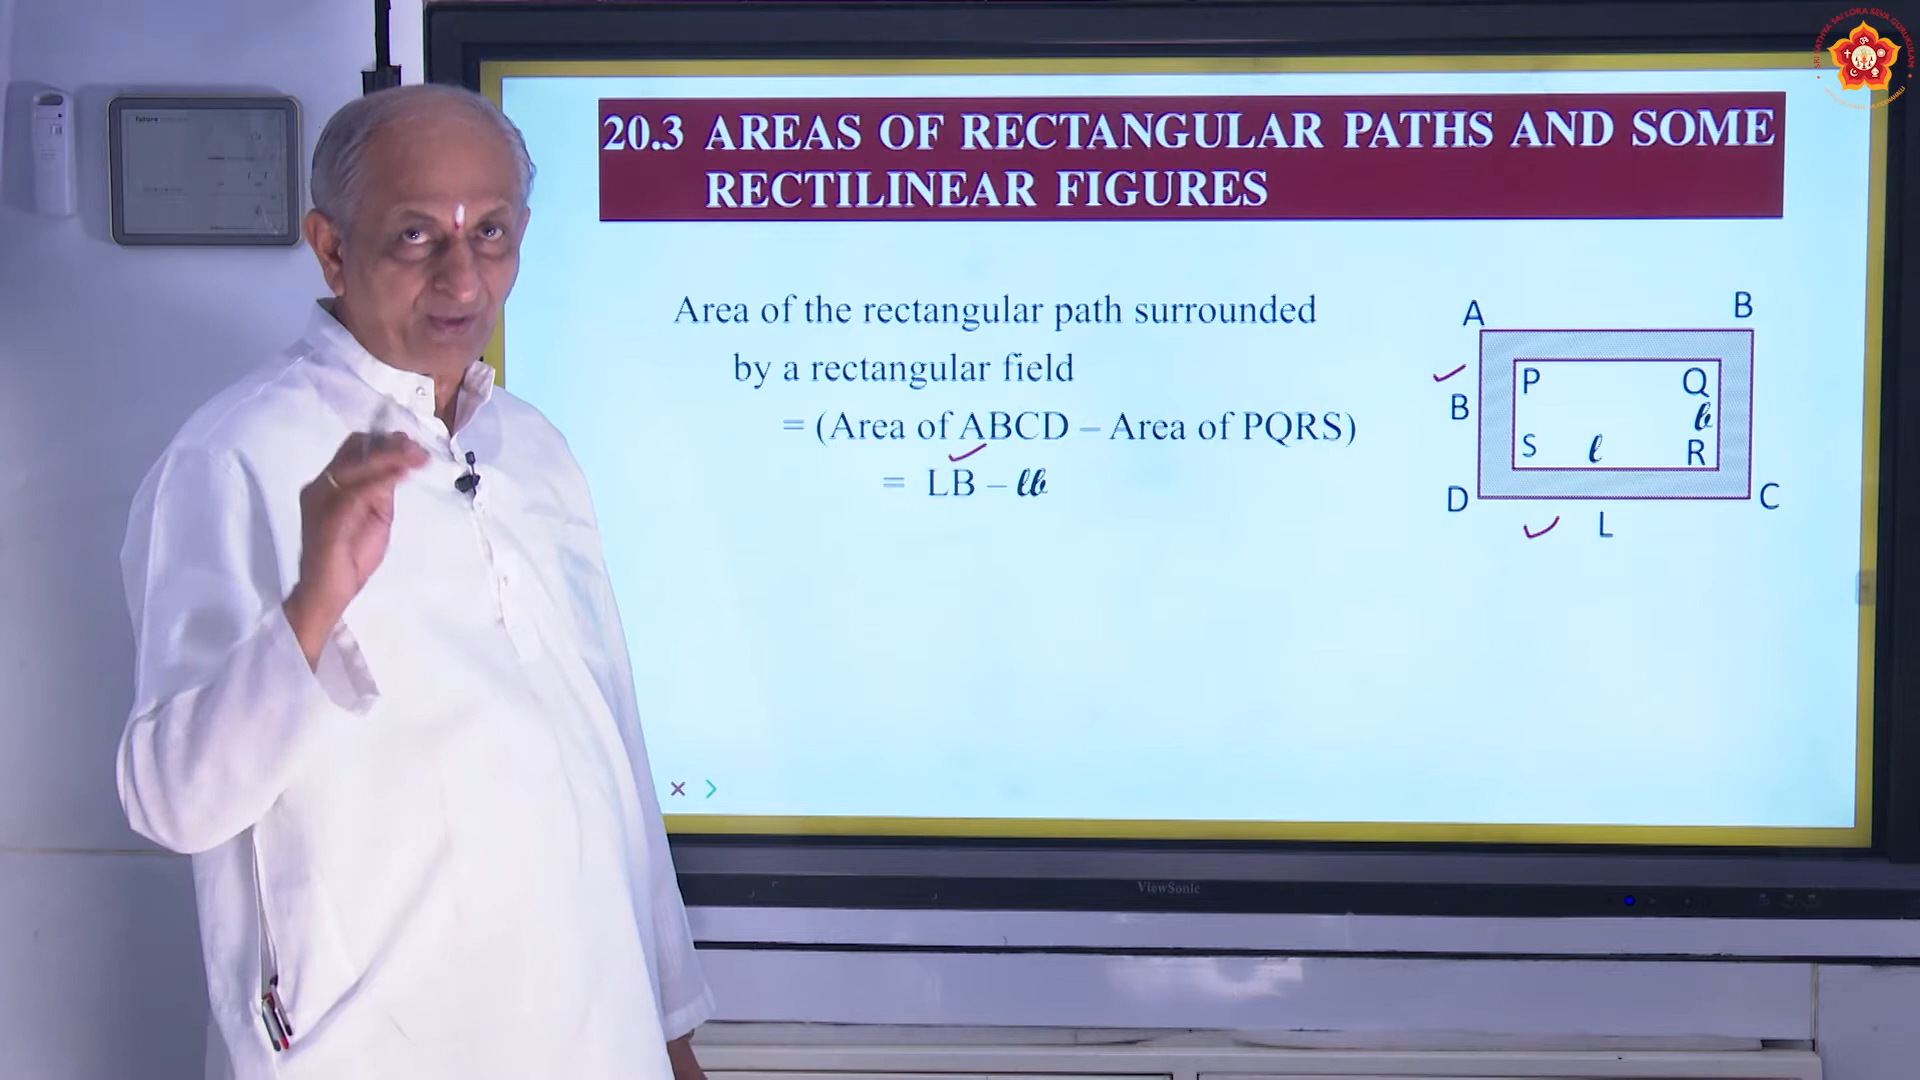 20.3 AREAS OF RECTANGULAR PATHS AND SOME
RECTILINEAR FIGURES
Area of the rectangular path surrounded
by a rectangular field
= (Area of ABCD – Area of PQRS)
= LB – lb
A
B
P
Q
B
b
S
l
R
D
C
L
ViewSonic